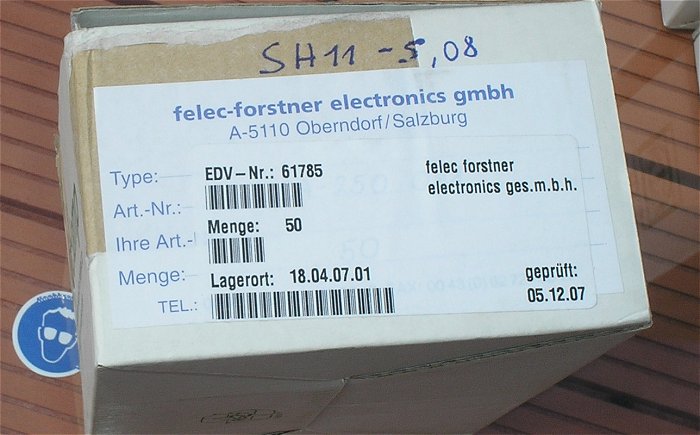 SH11 - 5,08
felec-forstner electronics gmbh
A-5110 Oberndorf/Salzburg
Type:
EDV-Nr.: 61785
felec forstner
electronics ges.m.b.h.
Art.-Nr.:
Menge: 50
Ihre Art.-
Menge:
Lagerort: 18.04.07.01
geprüft:
05.12.07
TEL.: